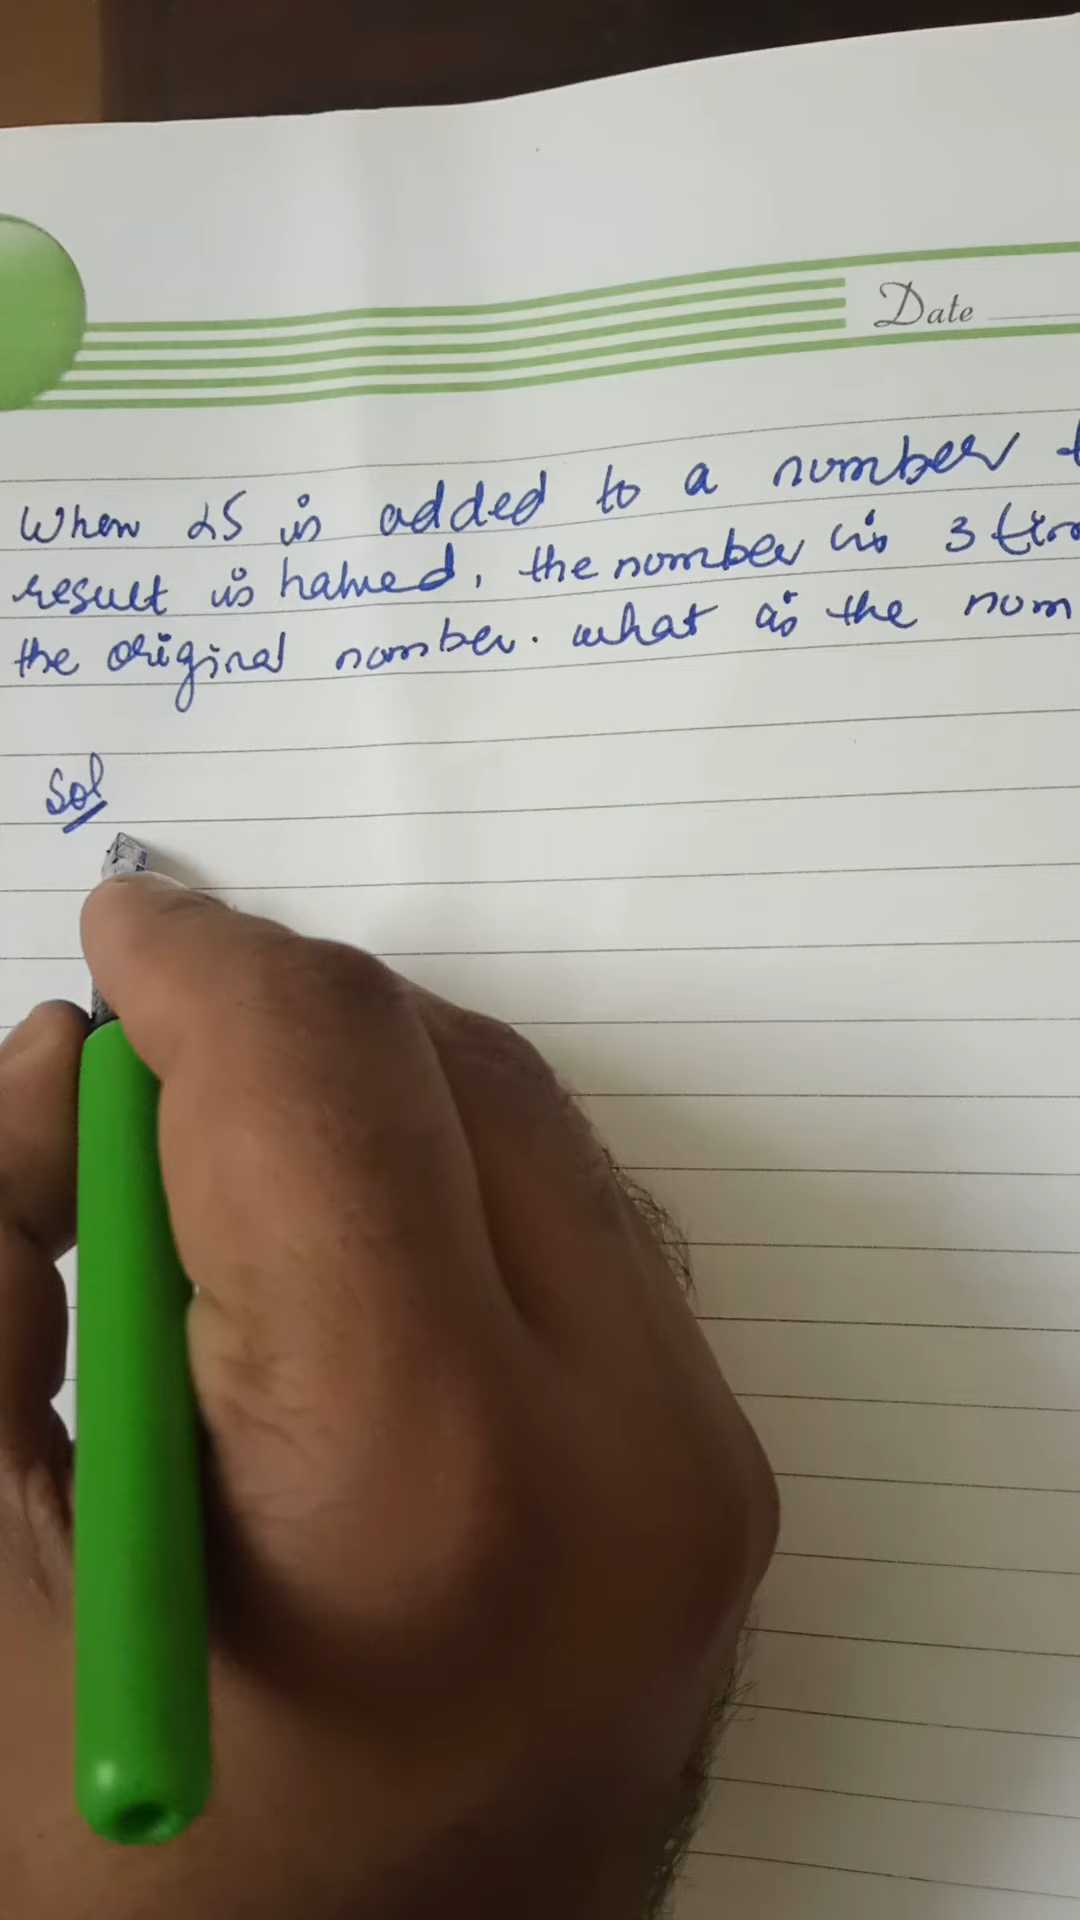 Date
When 25 is added to a number
result is halved, the number is 3
the original number. what is the num
Sol